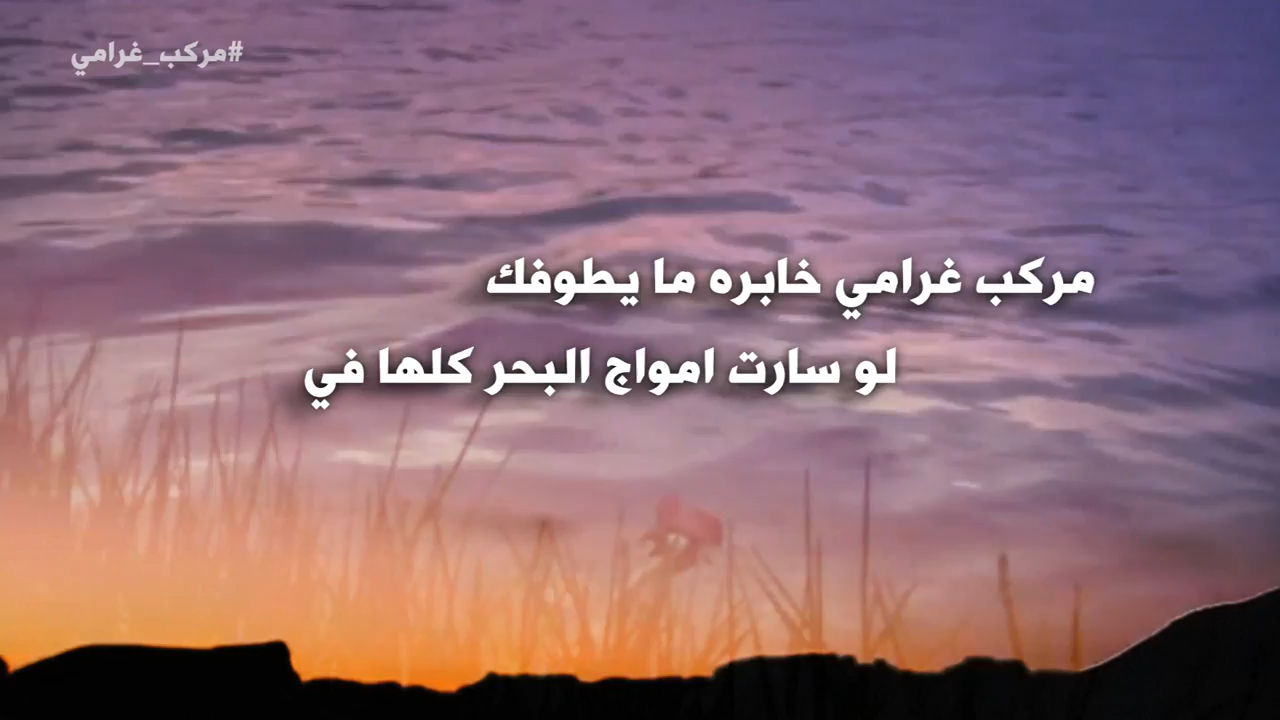 #مركب_غرامي
مركب غرامي خابره ما يطوفك
لو سارت امواج البحر كلها في